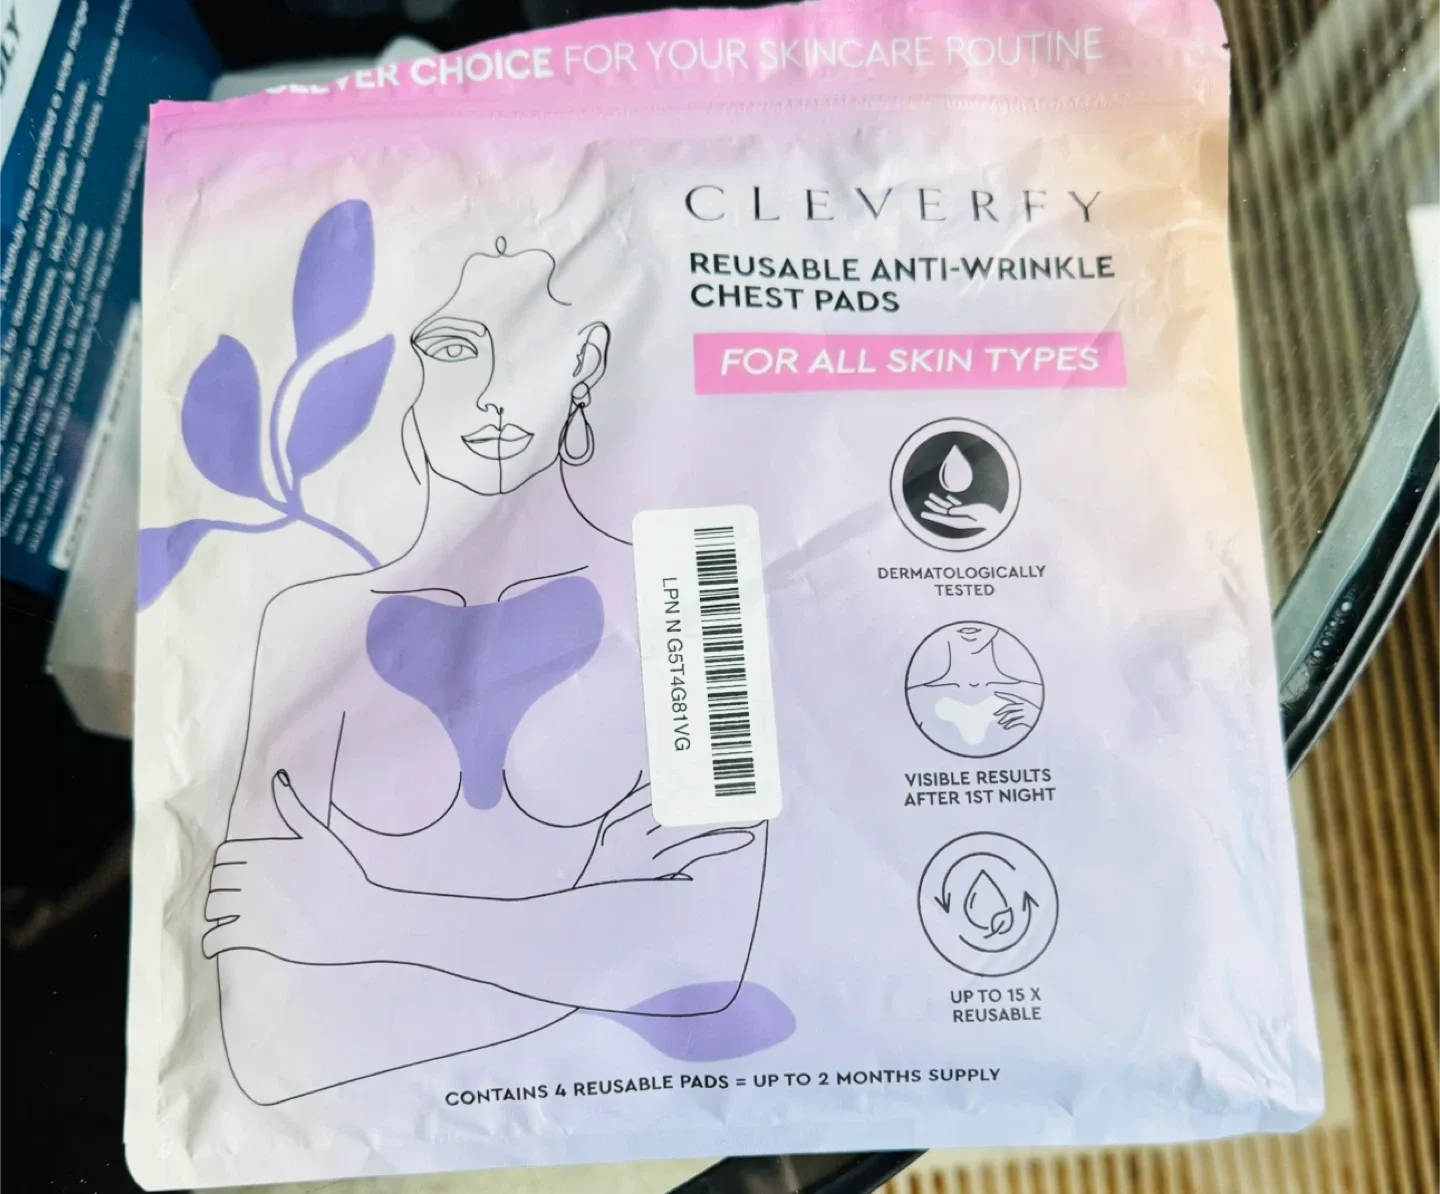 CLEVER CHOICE FOR YOUR SKINCARE ROUTINE
CLEVERFY
REUSABLE ANTI-WRINKLE
CHEST PADS
FOR ALL SKIN TYPES
DERMATOLOGICALLY
TESTED
LPN N G5T4G81VG
VISIBLE RESULTS
AFTER 1ST NIGHT
UP TO 15 X
REUSABLE
CONTAINS 4 REUSABLE PADS = UP TO 2 MONTHS SUPPLY